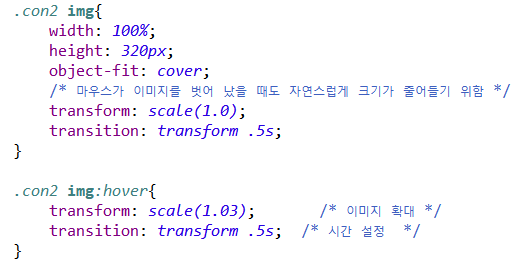 .con2 img{
    width: 100%;
    height: 320px;
    object-fit: cover;
    /* 마우스가 이미지를 벗어 났을 때도 자연스럽게 크기가 줄어들기 위함 */
    transform: scale(1.0);
    transition: transform .5s;
}

.con2 img:hover{
    transform: scale(1.03);       /* 이미지 확대 */
    transition: transform .5s;  /* 시간 설정  */
}